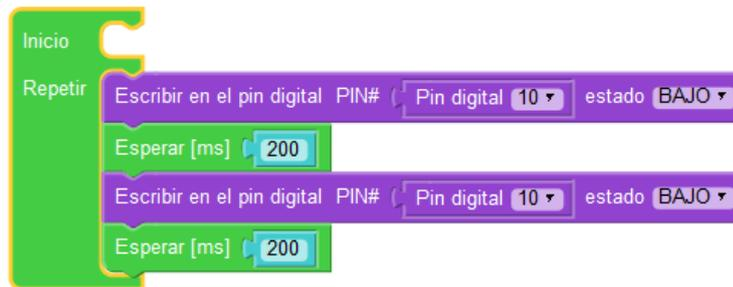 Inicio
Repetir
Escribir en el pin digital PIN# Pin digital 10 estado BAJO
Esperar [ms] 200
Escribir en el pin digital PIN# Pin digital 10 estado BAJO
Esperar [ms] 200